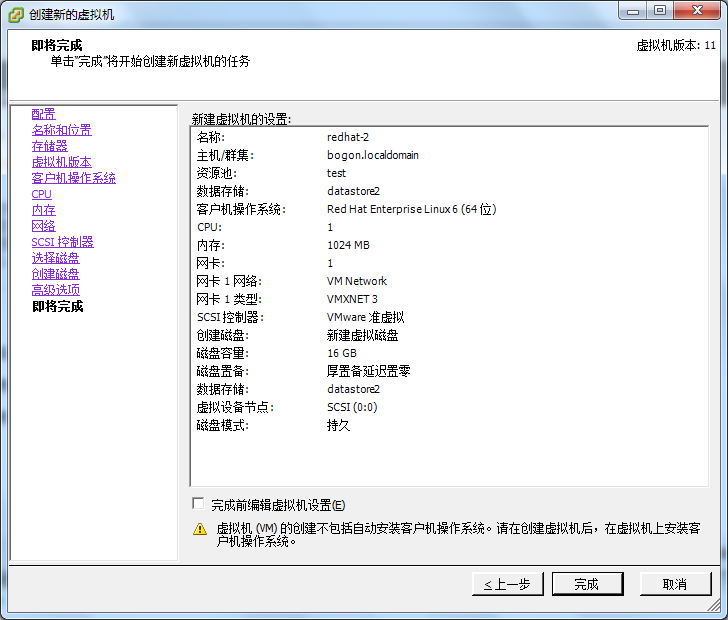 创建新的虚拟机
即将完成
单击"完成"将开始创建新虚拟机的任务
虚拟机版本: 11
配置
名称和位置
存储器
虚拟机版本
客户机操作系统
CPU
内存
网络
SCSI 控制器
选择磁盘
创建磁盘
高级选项
即将完成
新建虚拟机的设置:
名称: redhat-2
主机/群集: bogon.localdomain
资源池: test
数据存储: datastore2
客户机操作系统: Red Hat Enterprise Linux 6 (64 位)
CPU: 1
内存: 1024 MB
网卡: 1
网卡 1 网络: VM Network
网卡 1 类型: VMXNET 3
SCSI 控制器: VMware 准虚拟
创建磁盘: 新建虚拟磁盘
磁盘容量: 16 GB
磁盘置备: 厚置备延迟置零
数据存储: datastore2
虚拟设备节点: SCSI (0:0)
磁盘模式: 持久
完成前编辑虚拟机设置(E)
虚拟机 (VM) 的创建不包括自动安装客户机操作系统。请在创建虚拟机后，在虚拟机上安装客
户机操作系统。
≤上一步
完成
取消